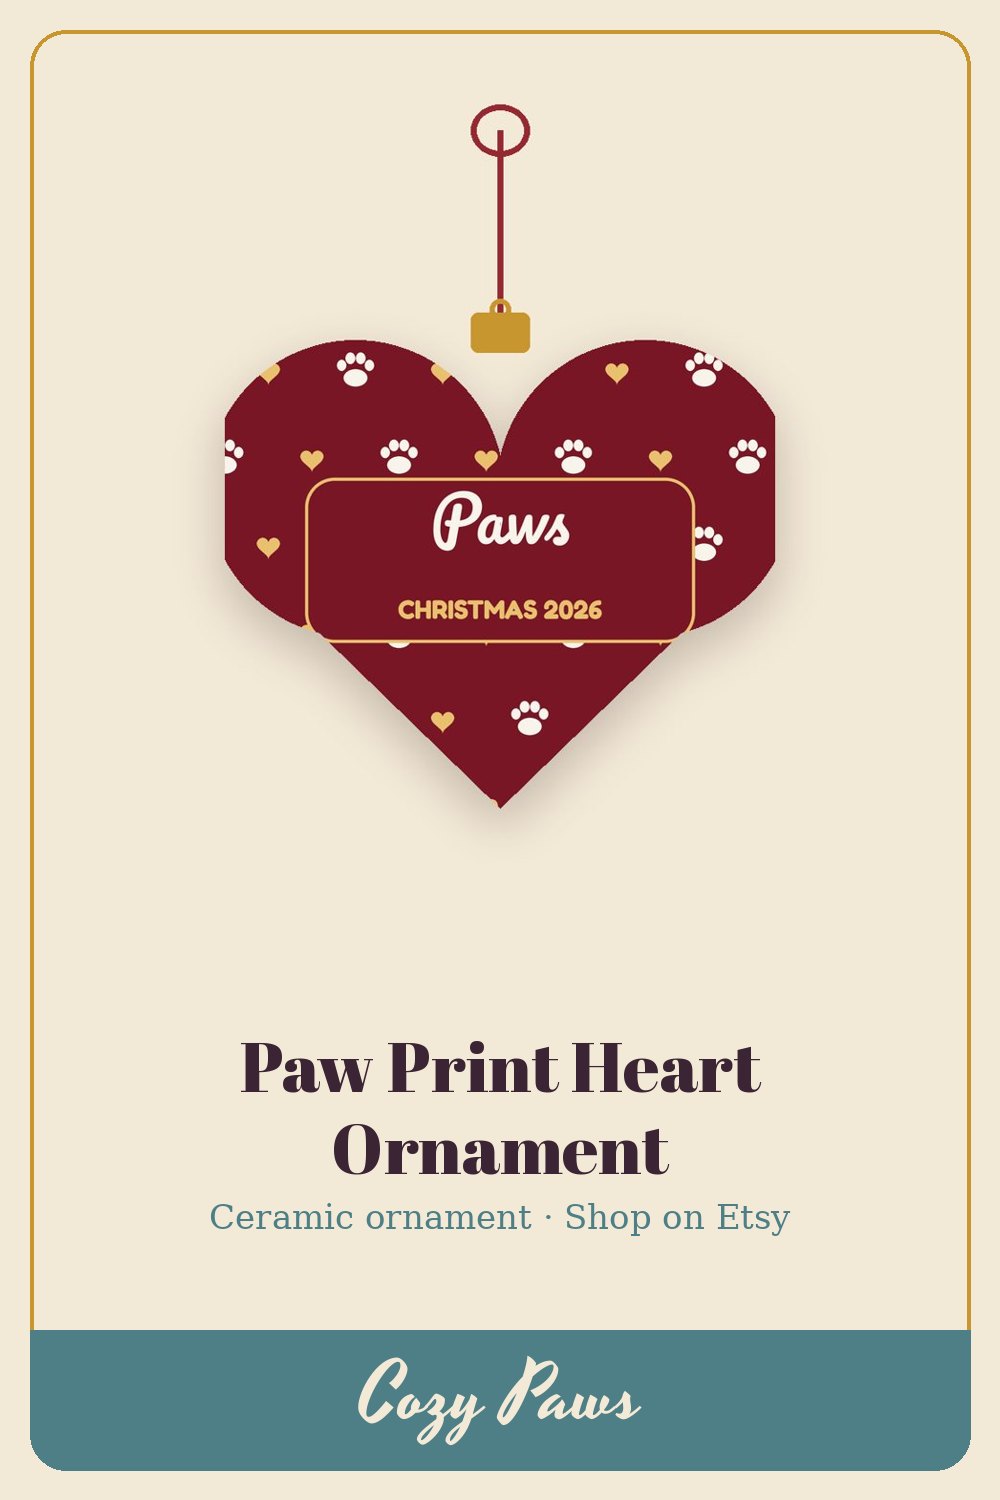 Paws
CHRISTMAS 2026
Paw Print Heart
Ornament
Ceramic ornament · Shop on Etsy
Cozy Paws